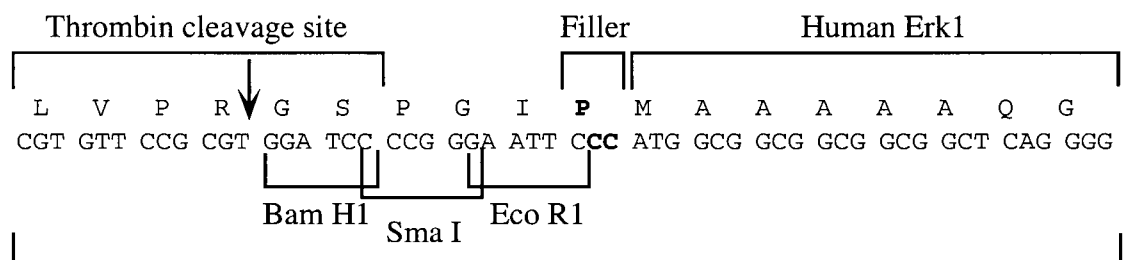 Thrombin cleavage site Filler Human Erk1
L V P R G S P G I P M A A A A A Q G
CGT GTT CCG CGT GGA TCC CCG GGA ATT CCC ATG GCG GCG GCG GCG GCT CAG GGG
Bam H1 Eco R1
Sma I